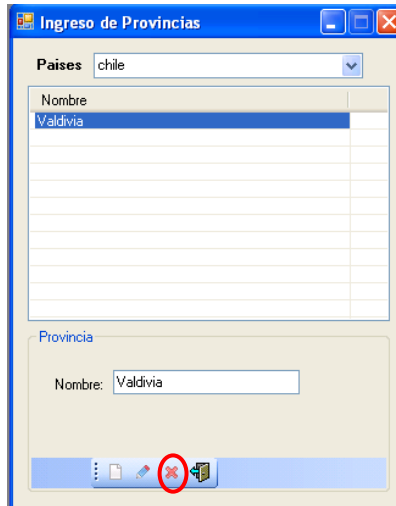 Ingreso de Provincias
Paises chile
Nombre
Valdivia
Provincia
Nombre: Valdivia